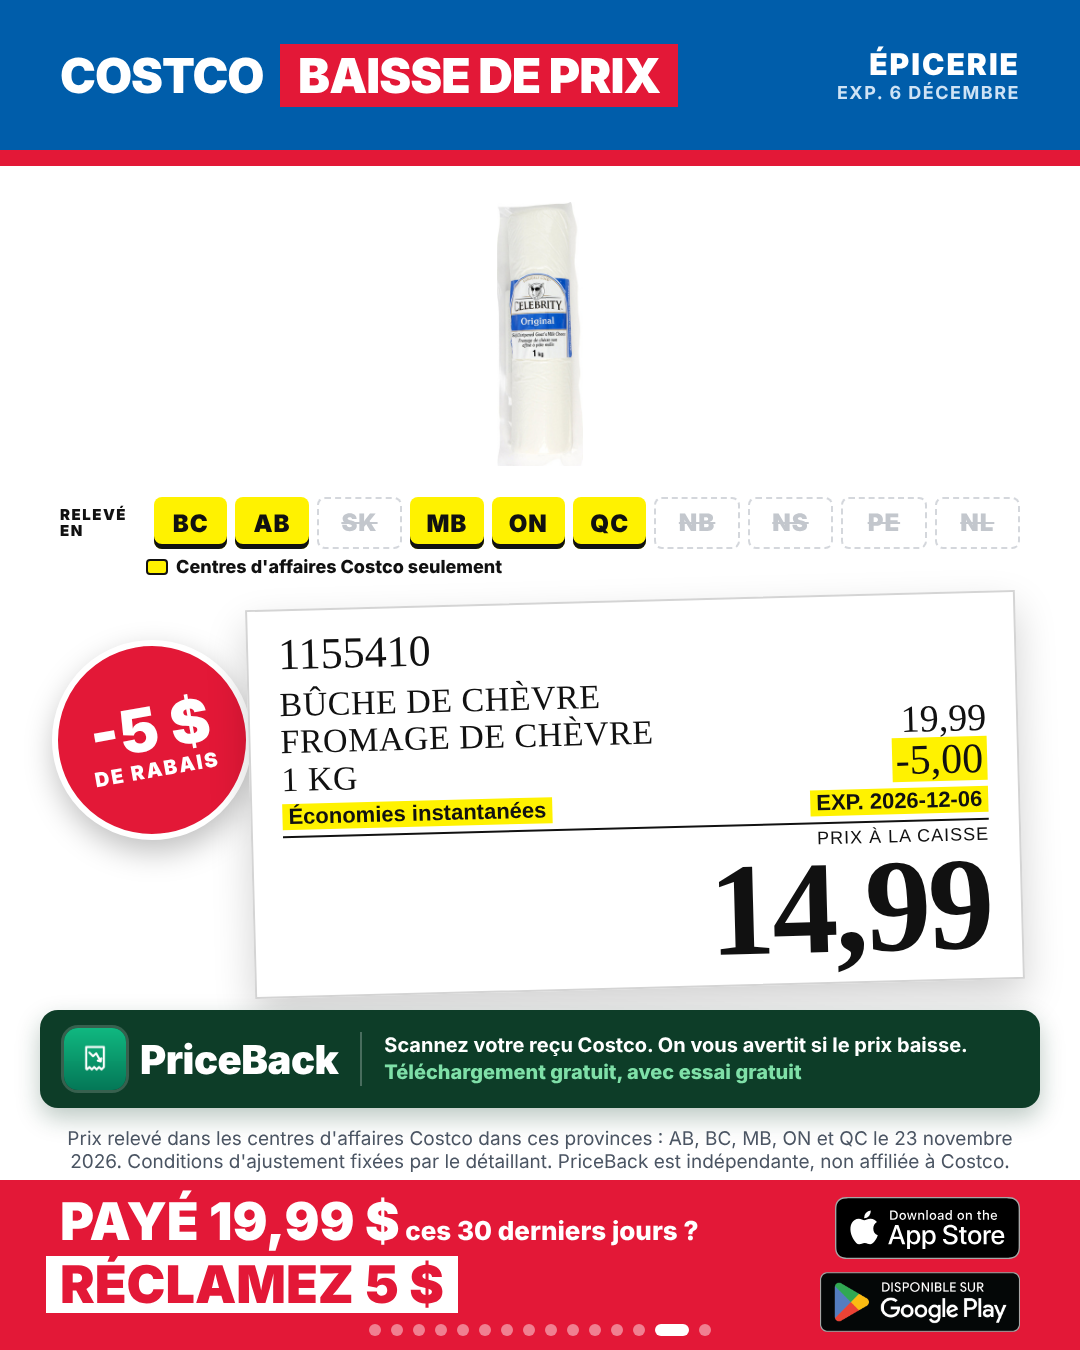 COSTCO BAISSE DE PRIX
ÉPICERIE
EXP. 6 DÉCEMBRE
CELEBRITY
Original
1 kg
RELEVÉ EN
BC AB SK MB ON QC NB NS PE NL
Centres d'affaires Costco seulement
-5 $
DE RABAIS
1155410
BÛCHE DE CHÈVRE
FROMAGE DE CHÈVRE
1 KG
Économies instantanées
19,99
-5,00
EXP. 2026-12-06
PRIX À LA CAISSE
14,99
PriceBack
Scannez votre reçu Costco. On vous avertit si le prix baisse.
Téléchargement gratuit, avec essai gratuit
Prix relevé dans les centres d'affaires Costco dans ces provinces : AB, BC, MB, ON et QC le 23 novembre
2026. Conditions d'ajustement fixées par le détaillant. PriceBack est indépendante, non affiliée à Costco.
PAYÉ 19,99 $ ces 30 derniers jours ?
RÉCLAMEZ 5 $
Download on the
App Store
DISPONIBLE SUR
Google Play